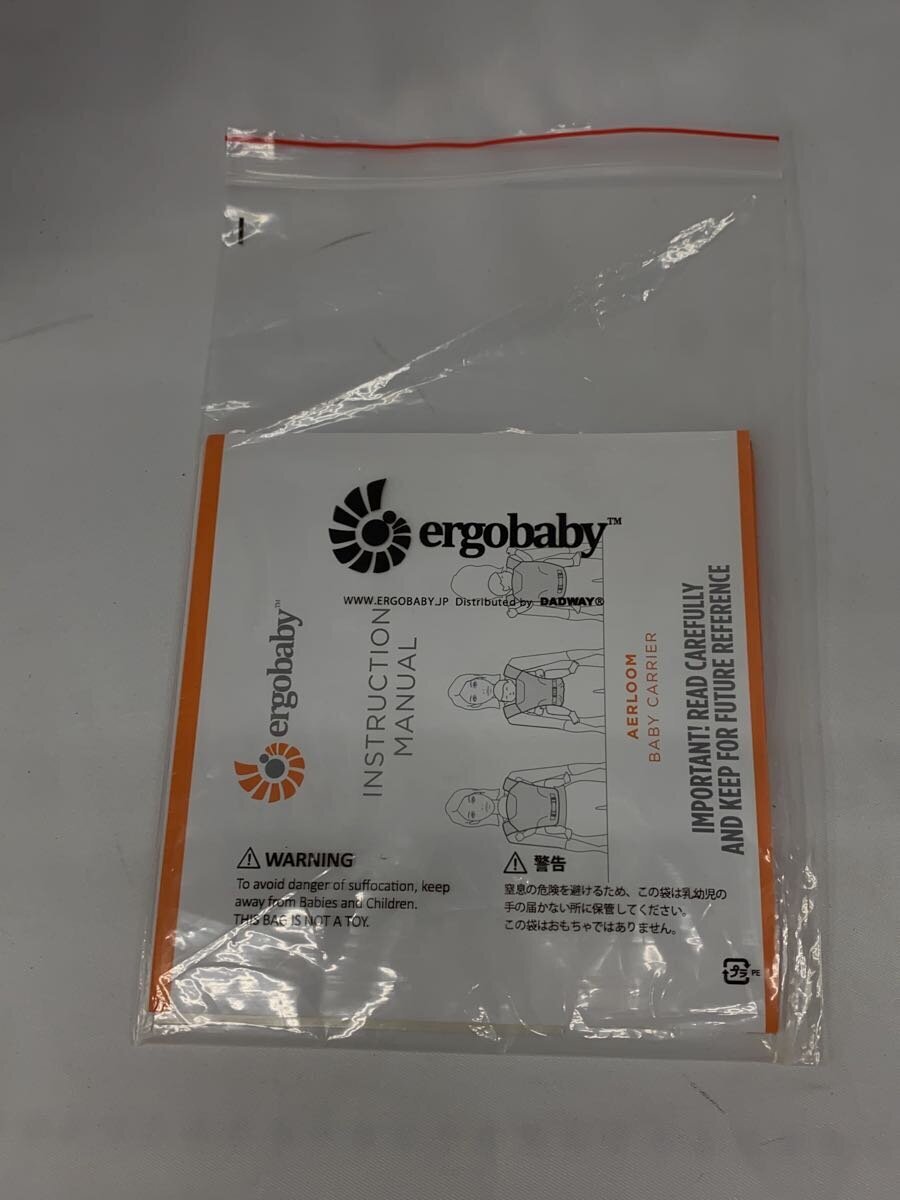 ergobaby™
WWW.ERGOBABY.JP Distributed by DADWAY®
ergobaby™
INSTRUCTION
MANUAL
AERLOOM
BABY CARRIER
IMPORTANT! READ CAREFULLY
AND KEEP FOR FUTURE REFERENCE
⚠ WARNING
To avoid danger of suffocation, keep
away from Babies and Children.
THIS BAG IS NOT A TOY.
⚠ 警告
窒息の危険を避けるため、この袋は乳幼児の
手の届かない所に保管してください。
この袋はおもちゃではありません。
プラ PE